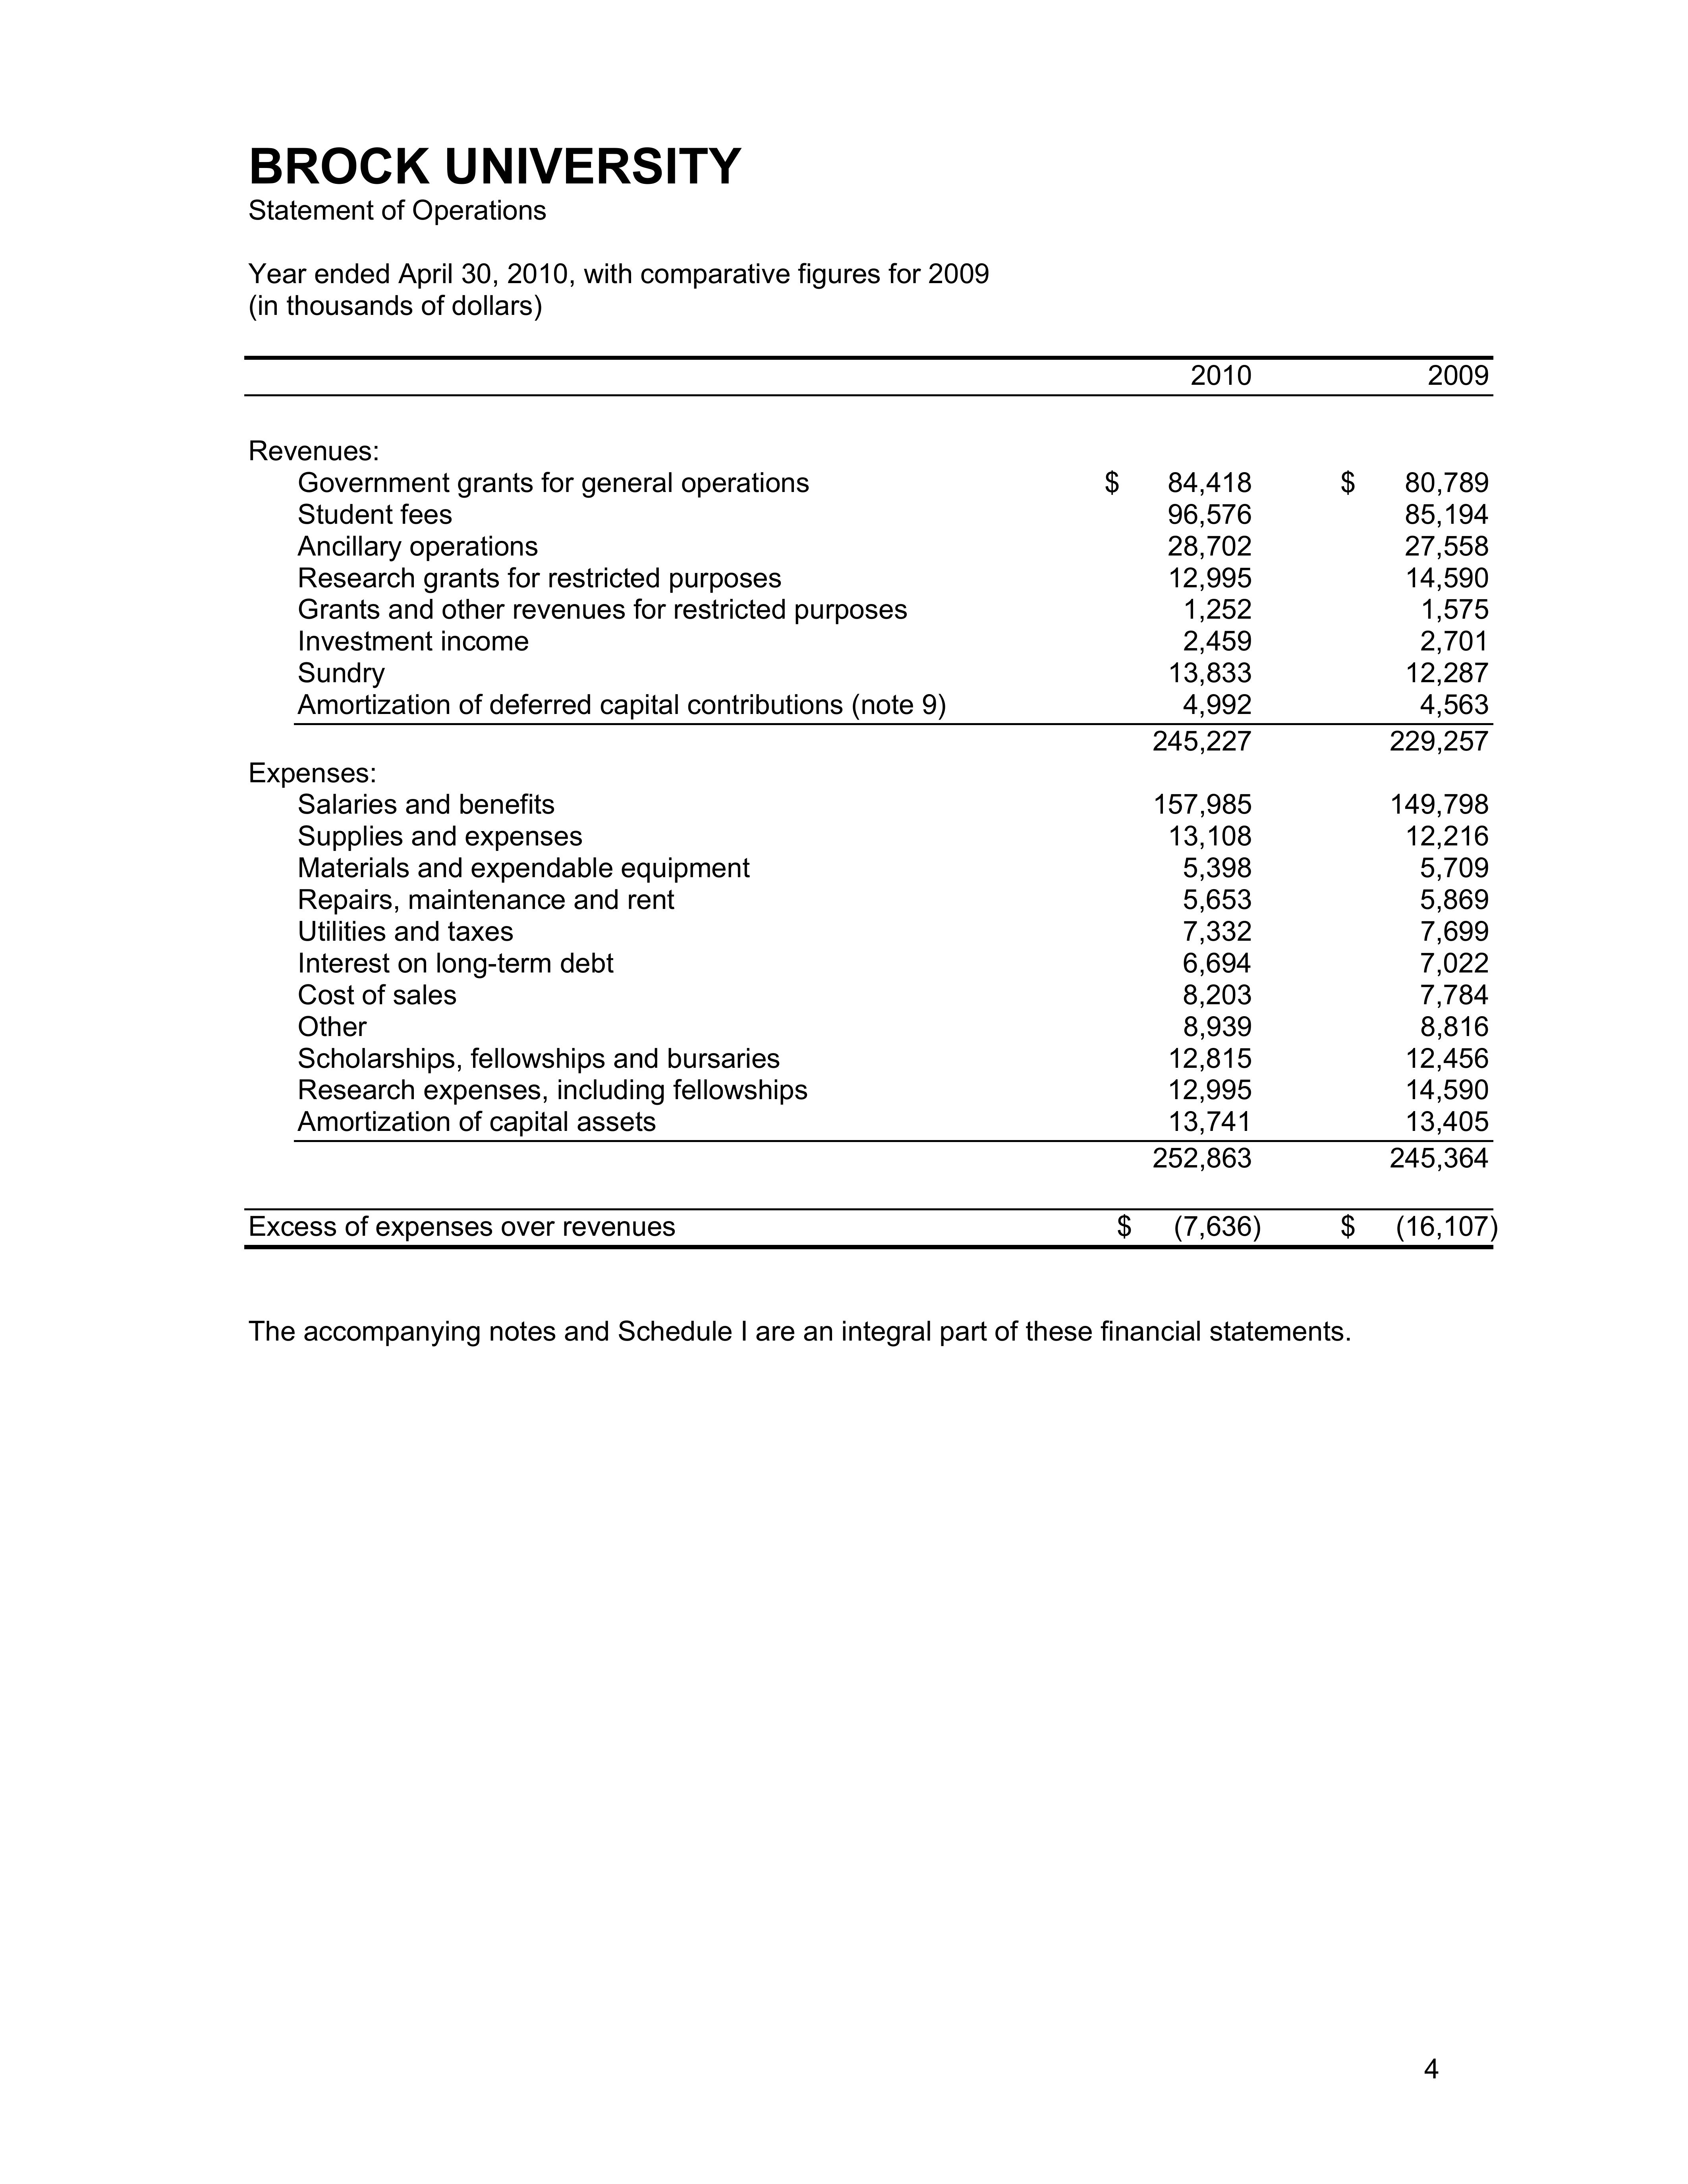 BROCK UNIVERSITY
Statement of Operations
Year ended April 30, 2010, with comparative figures for 2009
(in thousands of dollars)
2010 2009
Revenues:
Government grants for general operations $ 84,418 $ 80,789
Student fees 96,576 85,194
Ancillary operations 28,702 27,558
Research grants for restricted purposes 12,995 14,590
Grants and other revenues for restricted purposes 1,252 1,575
Investment income 2,459 2,701
Sundry 13,833 12,287
Amortization of deferred capital contributions (note 9) 4,992 4,563
245,227 229,257
Expenses:
Salaries and benefits 157,985 149,798
Supplies and expenses 13,108 12,216
Materials and expendable equipment 5,398 5,709
Repairs, maintenance and rent 5,653 5,869
Utilities and taxes 7,332 7,699
Interest on long-term debt 6,694 7,022
Cost of sales 8,203 7,784
Other 8,939 8,816
Scholarships, fellowships and bursaries 12,815 12,456
Research expenses, including fellowships 12,995 14,590
Amortization of capital assets 13,741 13,405
252,863 245,364
Excess of expenses over revenues $ (7,636) $ (16,107)
The accompanying notes and Schedule I are an integral part of these financial statements.
4